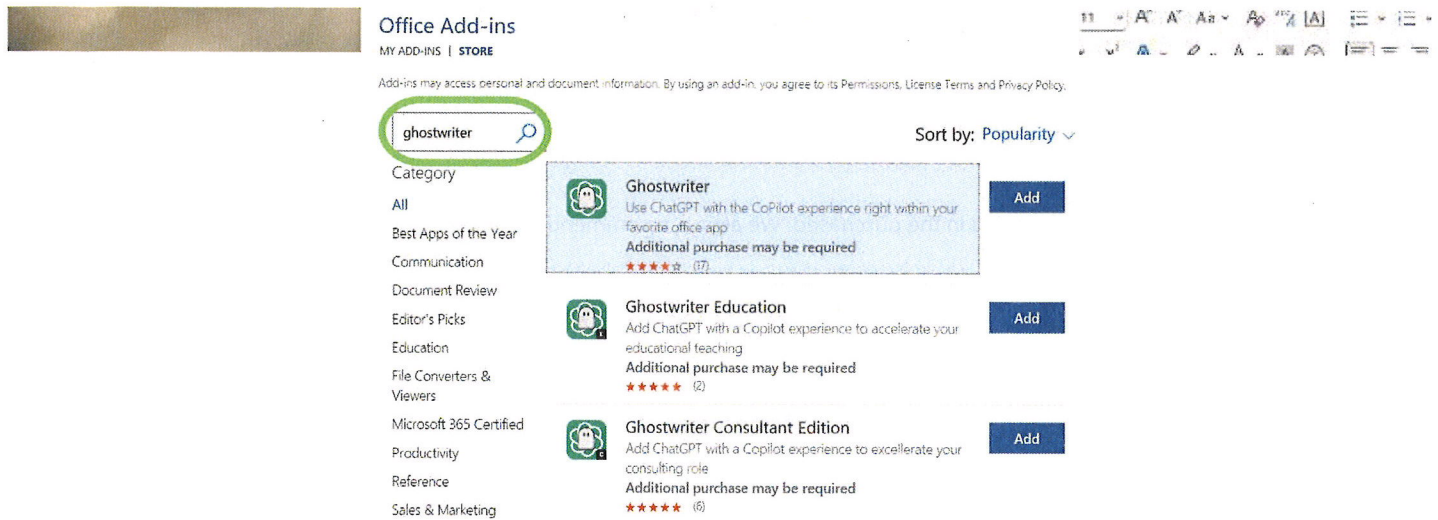 Office Add-ins
MY ADD-INS | STORE
Add-ins may access personal and document information. By using an add-in, you agree to its Permissions, License Terms and Privacy Policy.
ghostwriter
Sort by: Popularity
Category
All
Best Apps of the Year
Communication
Document Review
Editor's Picks
Education
File Converters &
Viewers
Microsoft 365 Certified
Productivity
Reference
Sales & Marketing
Ghostwriter
Use ChatGPT with the CoPilot experience right within your
favorite office app
Additional purchase may be required
(17)
Add
Ghostwriter Education
Add ChatGPT with a Copilot experience to accelerate your
educational teaching
Additional purchase may be required
(2)
Add
Ghostwriter Consultant Edition
Add ChatGPT with a Copilot experience to excellerate your
consulting role
Additional purchase may be required
(6)
Add
11
Aa